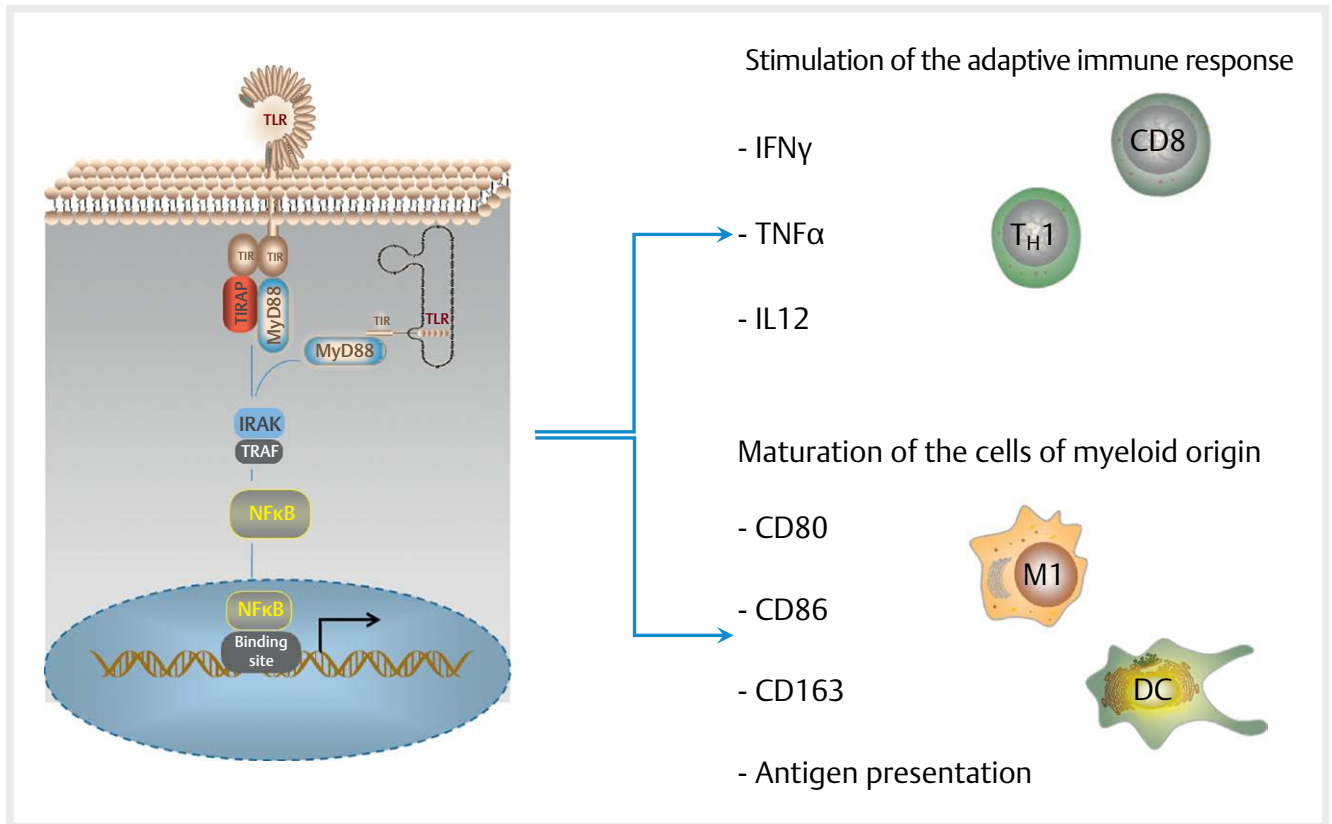 TLR
TIR
TIR
TIRAP
MyD88
TIR
TLR
MyD88
IRAK
TRAF
NFκB
NFκB
Binding
site
Stimulation of the adaptive immune response
- IFNγ
CD8
- TNFα
TH1
- IL12
Maturation of the cells of myeloid origin
- CD80
M1
- CD86
- CD163
DC
- Antigen presentation